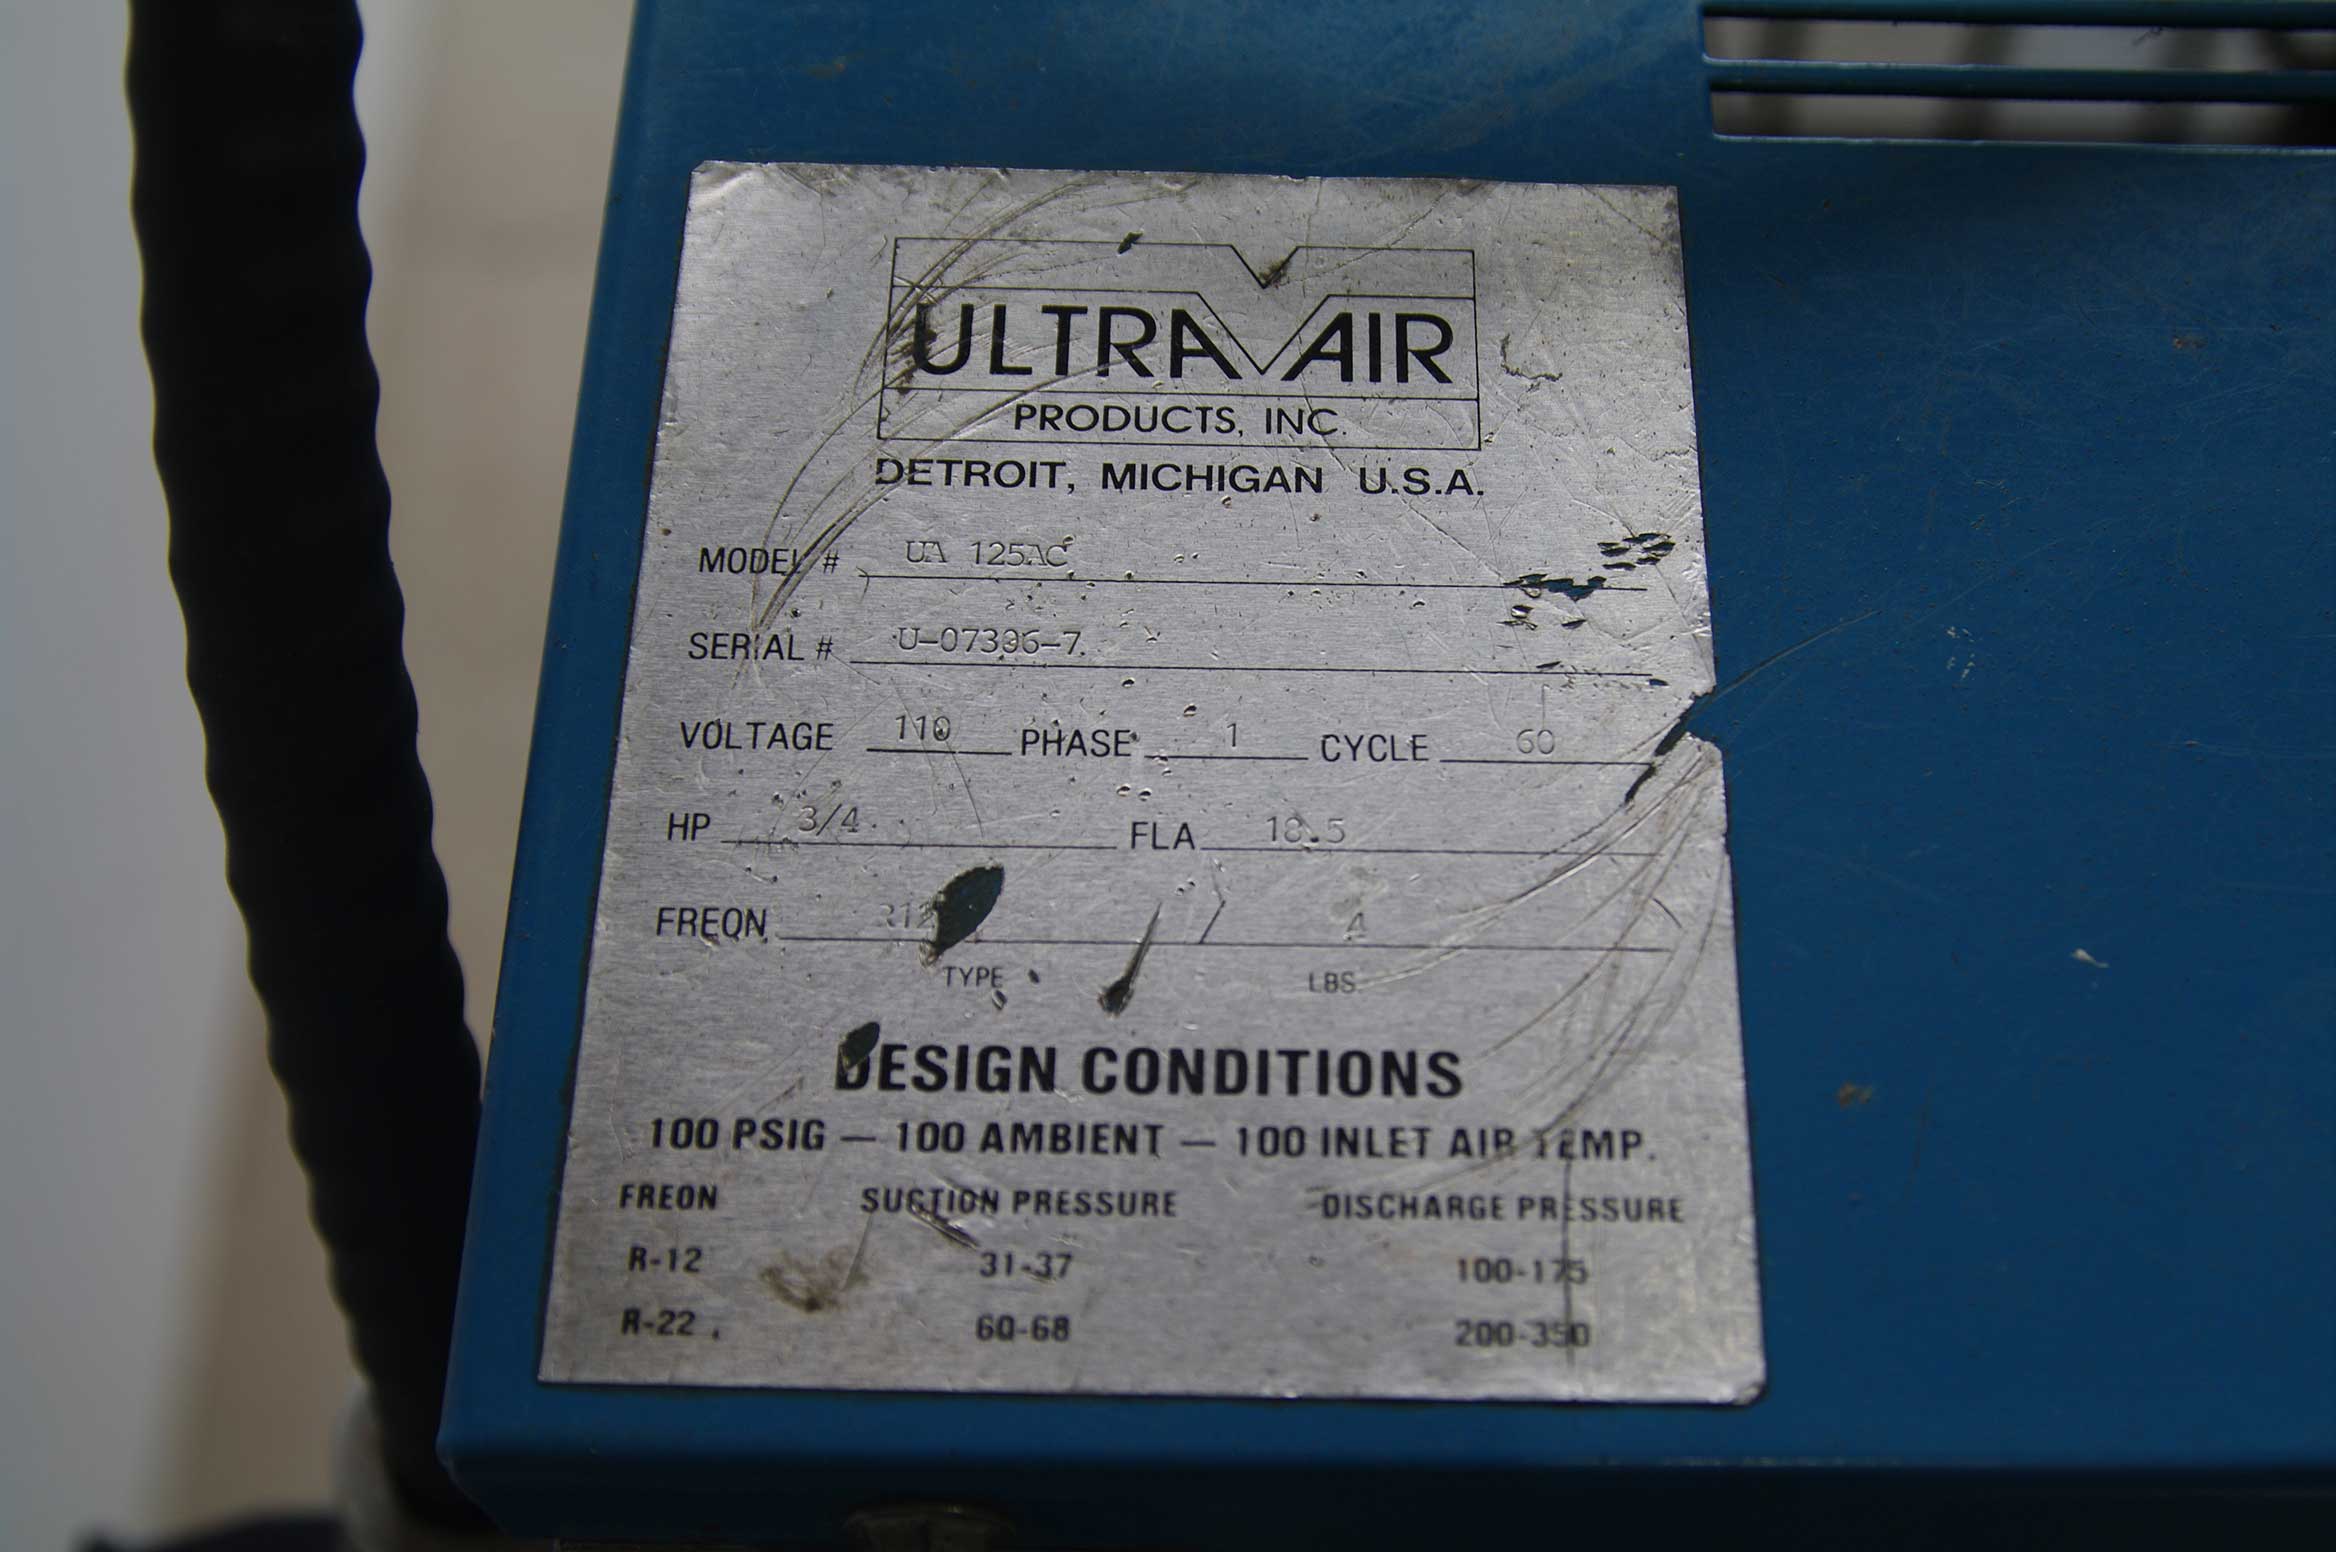 ULTRA AIR
PRODUCTS, INC.
DETROIT, MICHIGAN U.S.A.
MODEL # UA 125AC
SERIAL # U-07396-7
VOLTAGE 110 PHASE 1 CYCLE 60
HP 3/4 FLA 18.5
FREON R12 / 4
TYPE LBS.
DESIGN CONDITIONS
100 PSIG — 100 AMBIENT — 100 INLET AIR TEMP.
FREON SUCTION PRESSURE DISCHARGE PRESSURE
R-12 31-37 100-175
R-22 60-68 200-350